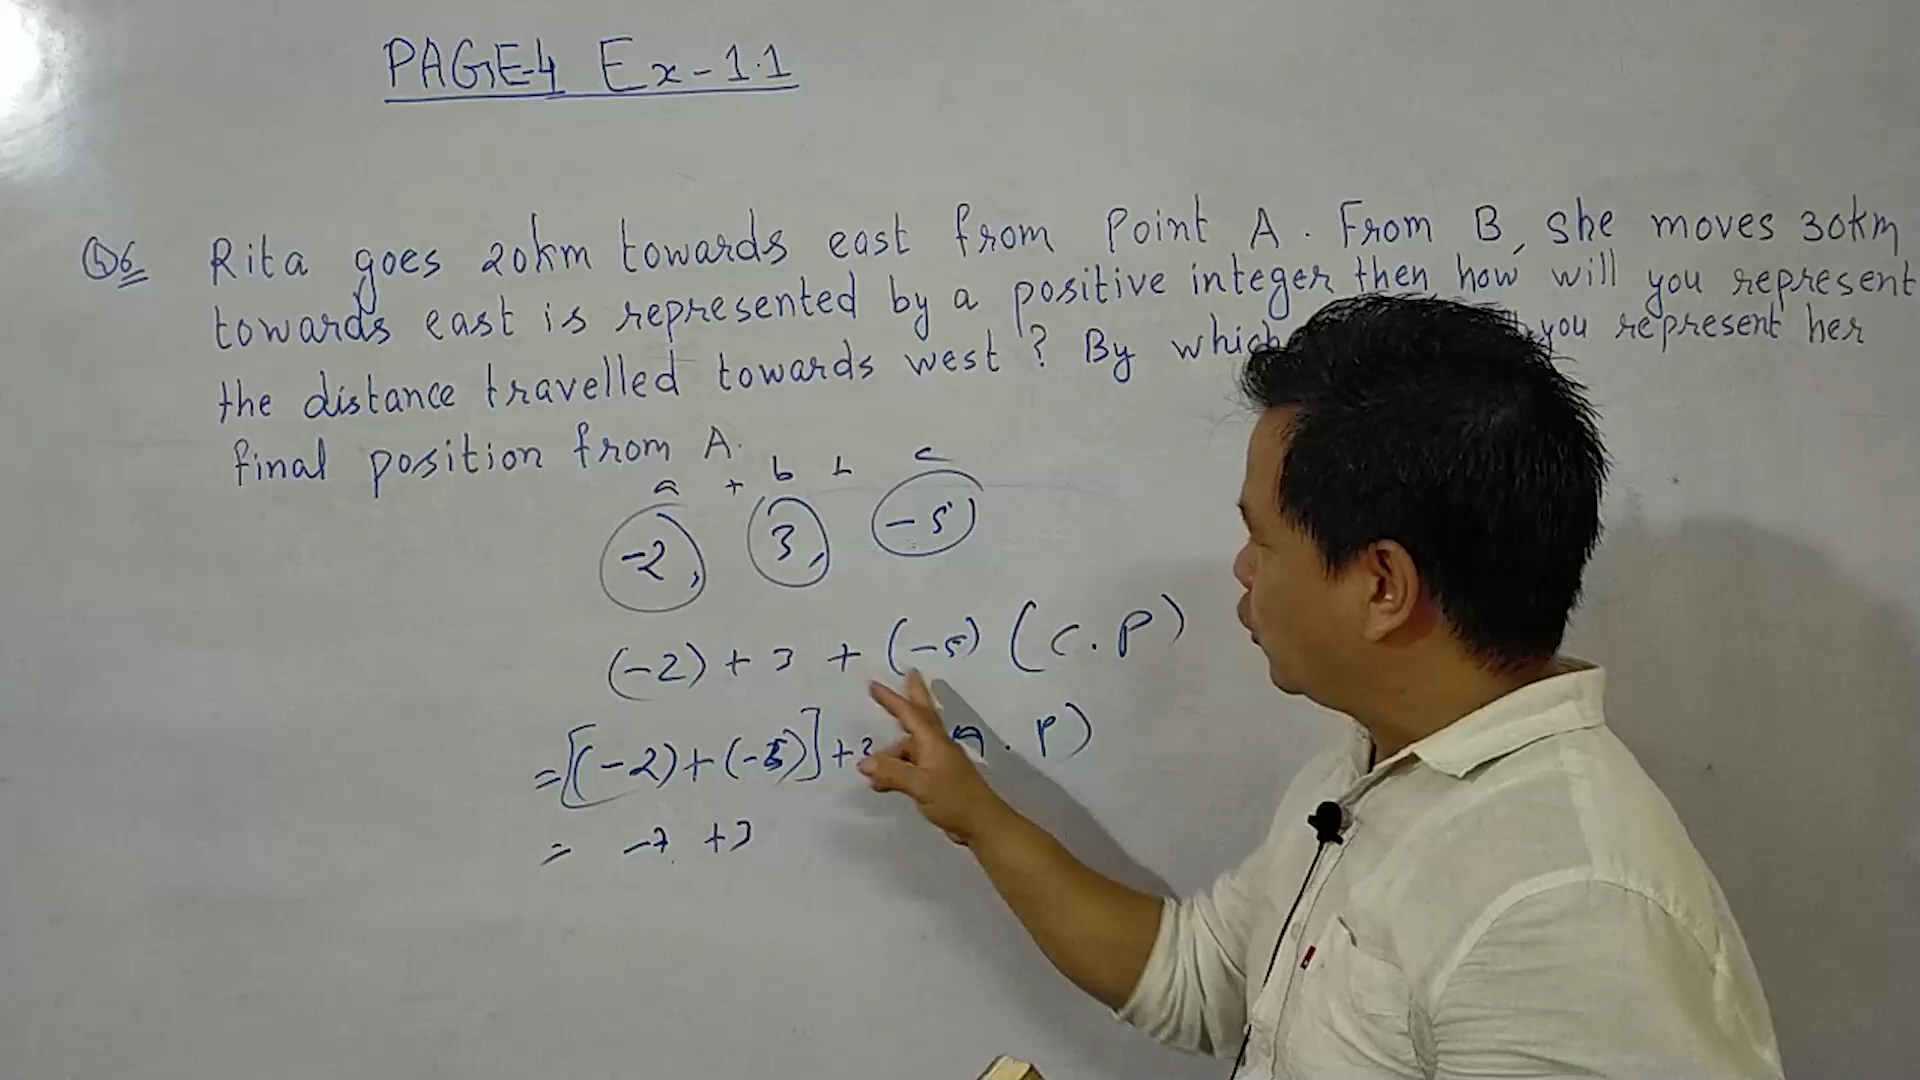 PAGE-4 Ex-1.1
Q6 Rita goes 20km towards east from Point A. From B, she moves 30km
towards east is represented by a positive integer then how will you represent
the distance travelled towards west? By which you represent her
final position from A.
a + b + c
-2, 3, -5
(-2) + 3 + (-5) (C.P)
= [(-2)+(-5)] +3 A.P)
= -7 +3